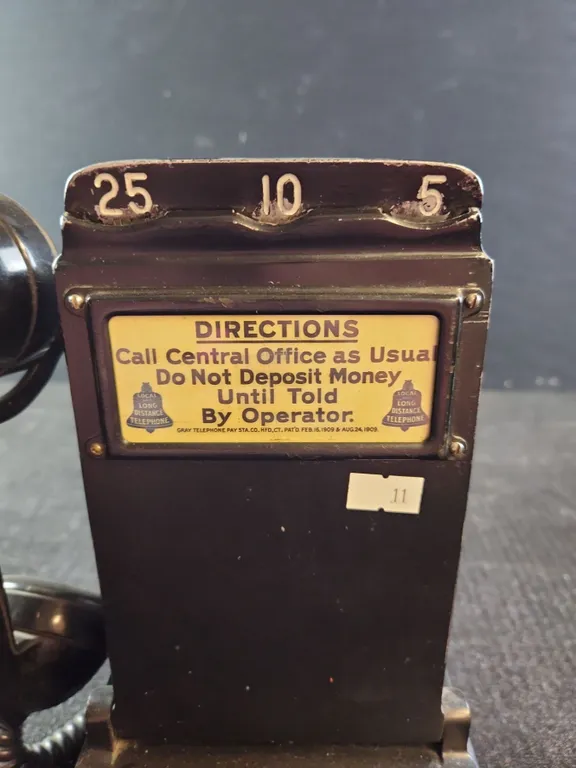 25 10 5
DIRECTIONS
Call Central Office as Usual
Do Not Deposit Money
Until Told
By Operator.
LOCAL
LONG
DISTANCE
TELEPHONE
LOCAL
LONG
DISTANCE
TELEPHONE
GRAY TELEPHONE PAY STA. CO., HFD., CT., PAT'D. FEB. 16, 1909 & AUG. 24, 1909.
11